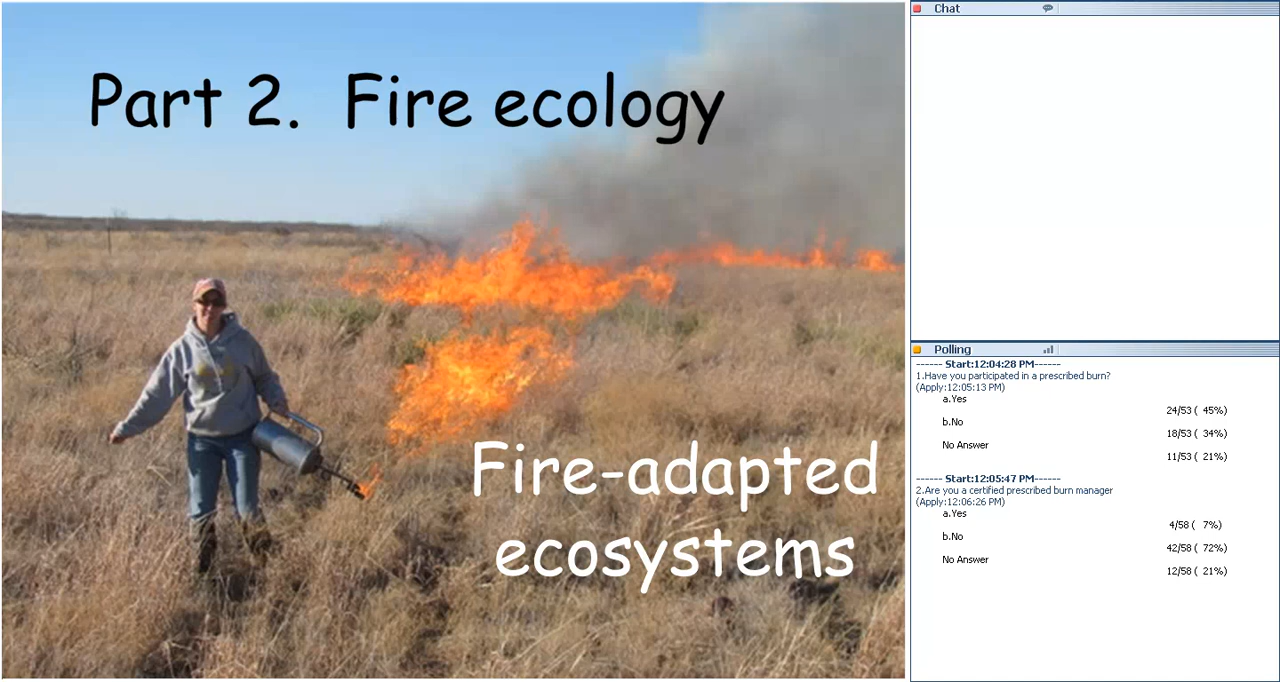 Part 2.  Fire ecology
Fire-adapted
ecosystems
Chat
Polling
------ Start:12:04:28 PM------
1.Have you participated in a prescribed burn?
(Apply:12:05:13 PM)
a.Yes
24/53 (  45%)
b.No
18/53 (  34%)
No Answer
11/53 (  21%)
------ Start:12:05:47 PM------
2.Are you a certified prescribed burn manager
(Apply:12:06:26 PM)
a.Yes
4/58 (   7%)
b.No
42/58 (  72%)
No Answer
12/58 (  21%)